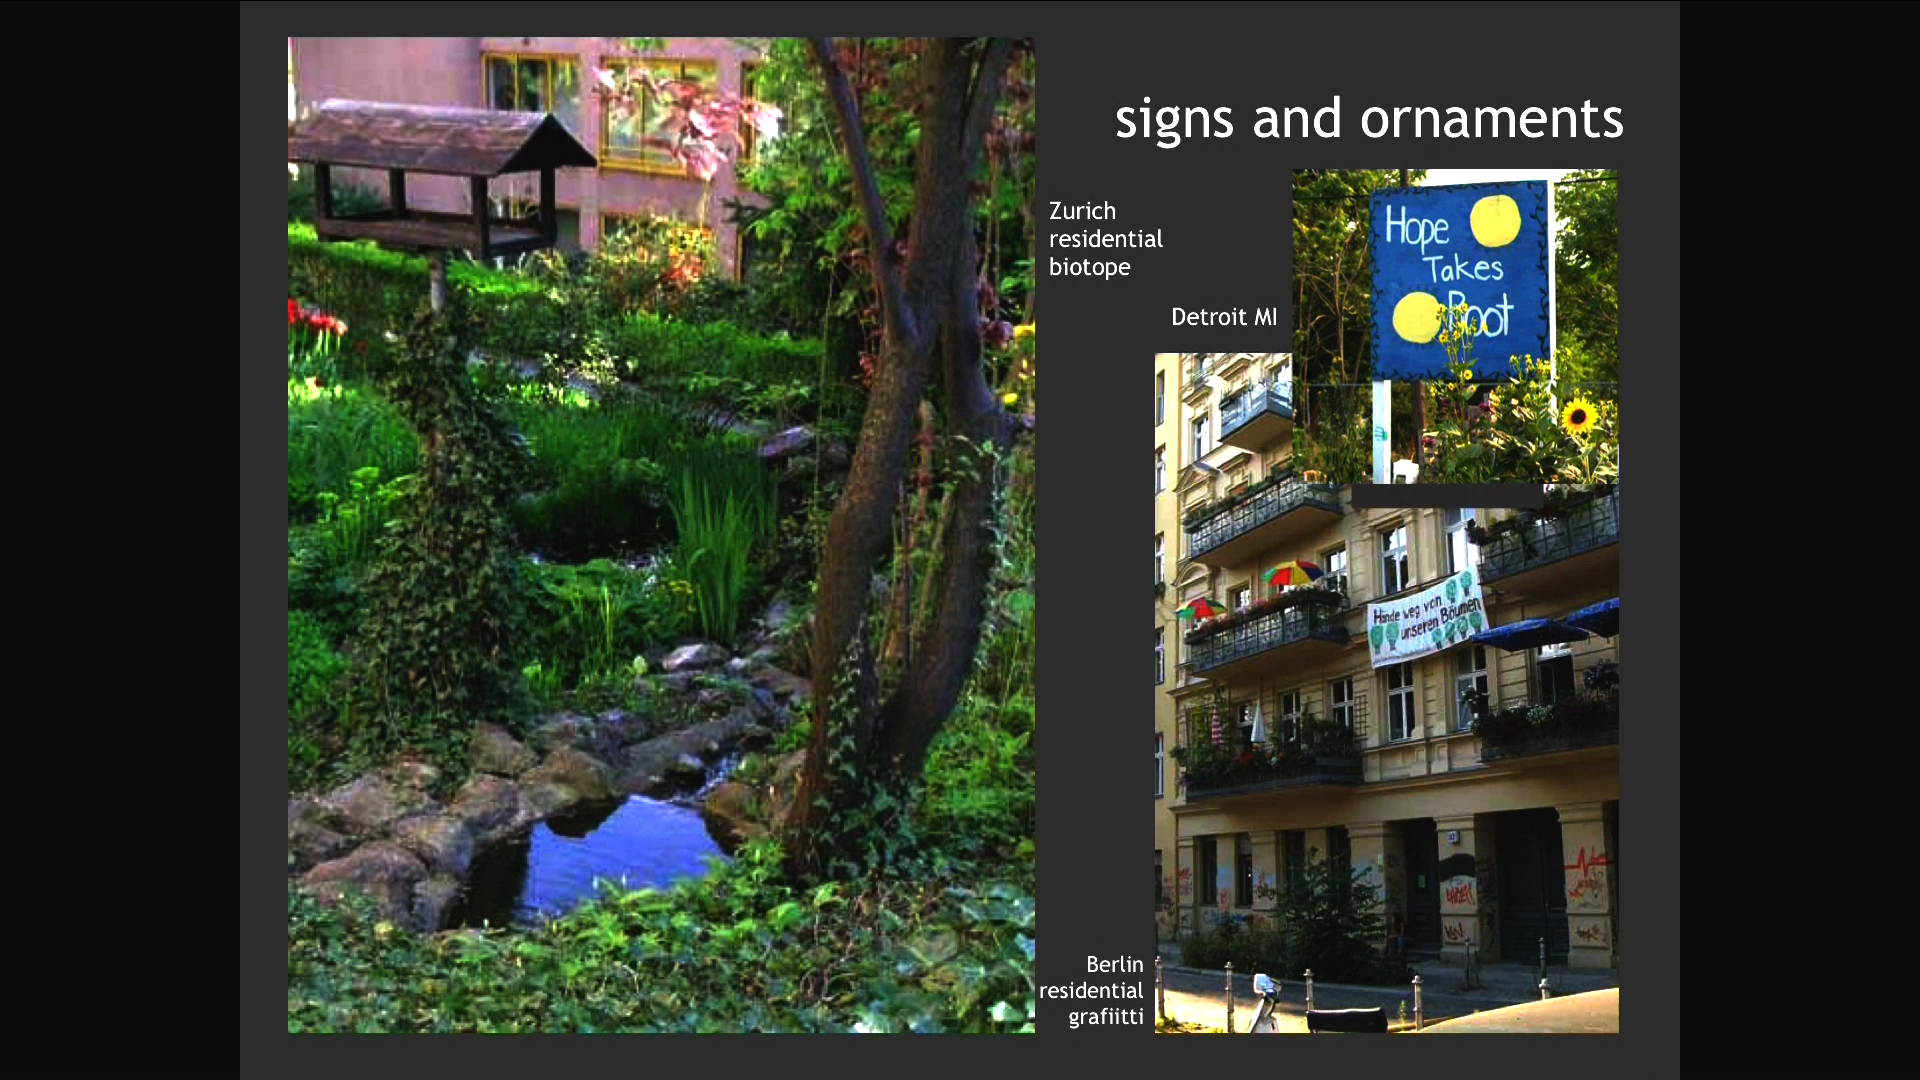 signs and ornaments
Zurich
residential
biotope
Detroit MI
Hope
Takes
Root
Hände weg von
unseren Bäumen
Berlin
residential
grafiitti